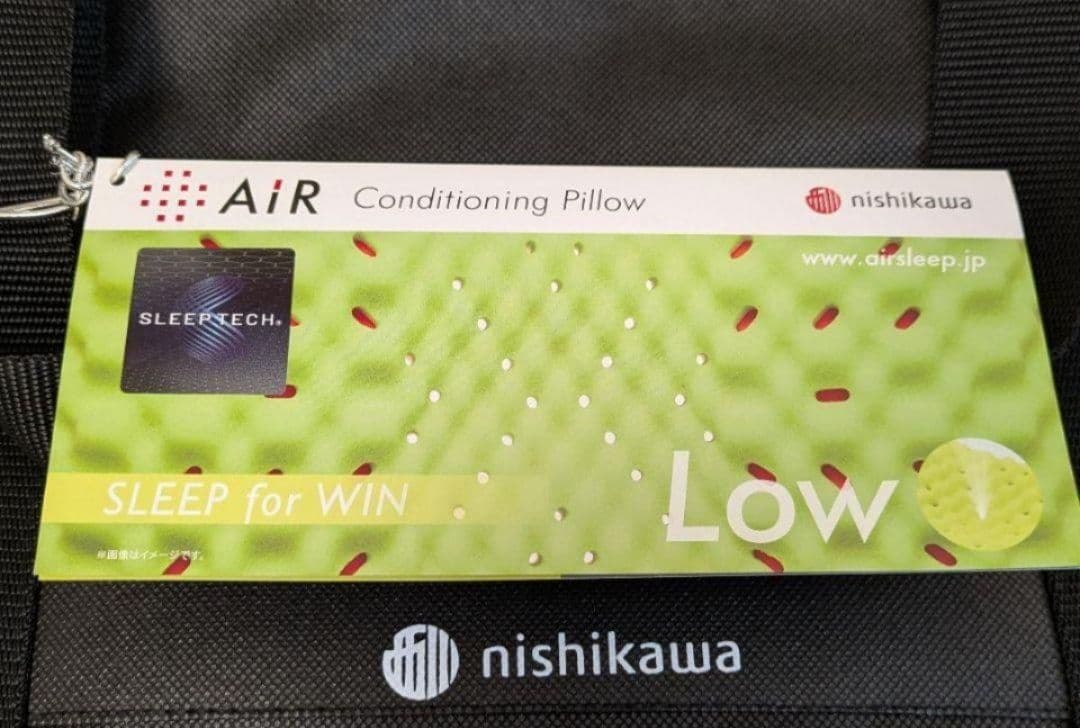 AiR Conditioning Pillow nishikawa
www.airsleep.jp
SLEEPTECH®
SLEEP for WIN
Low
※画像はイメージです。
nishikawa